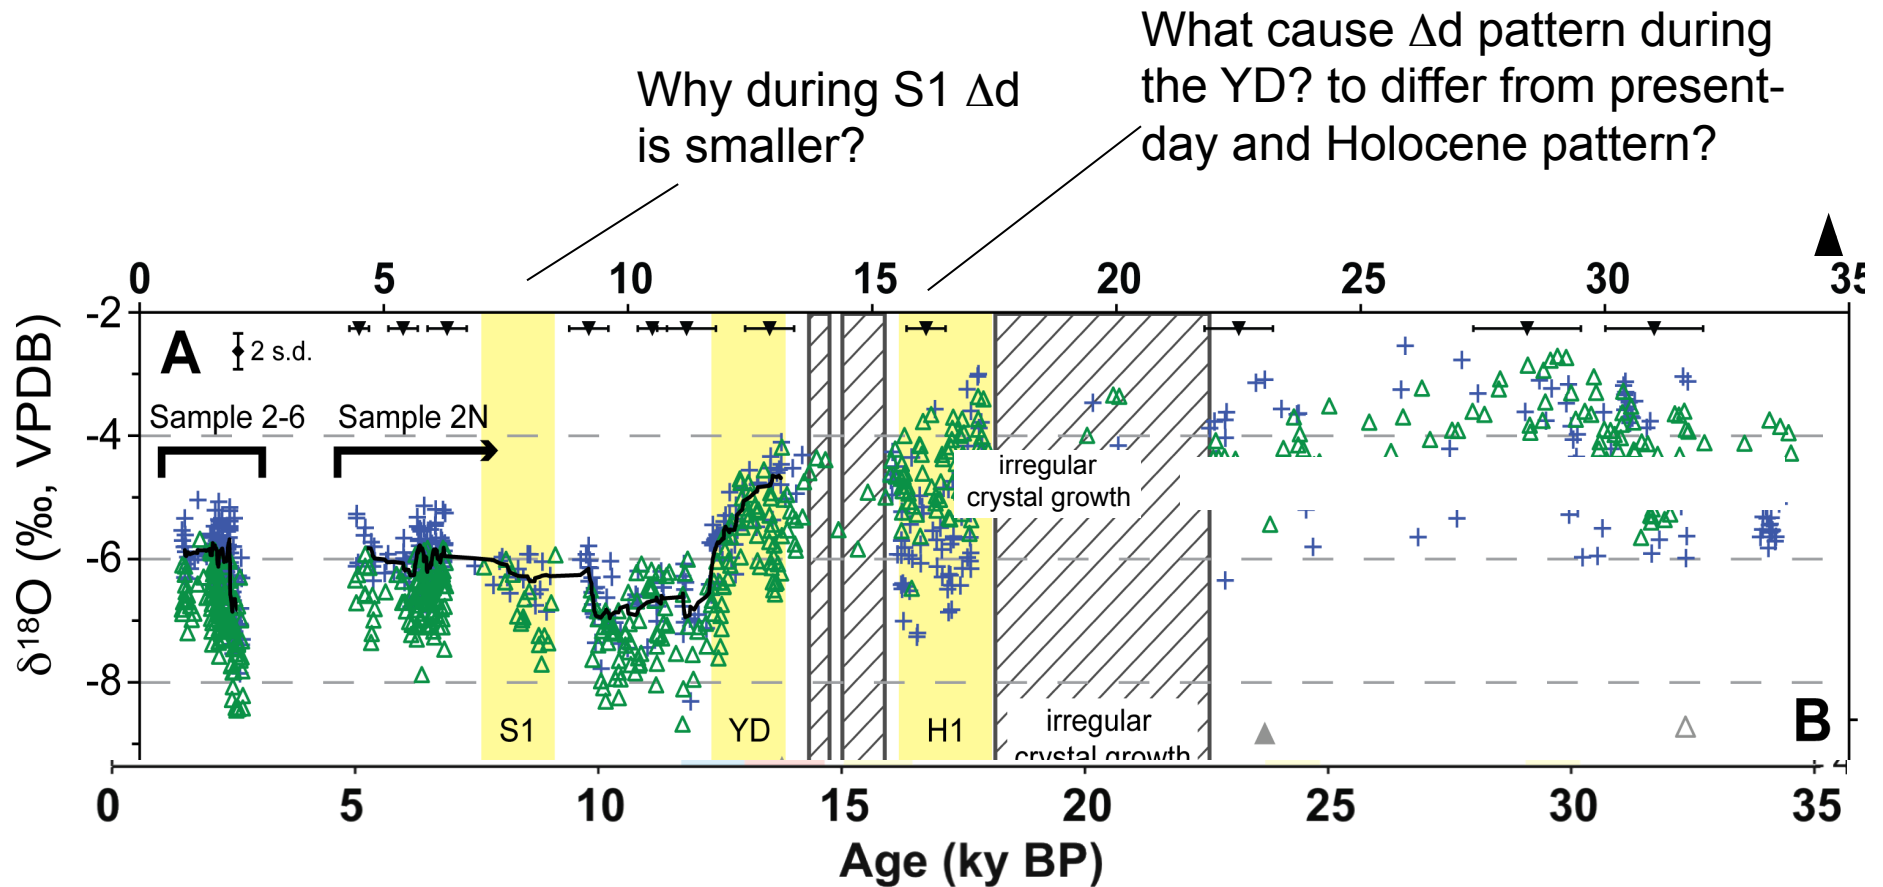 What cause Δd pattern during
the YD? to differ from present-
day and Holocene pattern?
Why during S1 Δd
is smaller?
0 5 10 15 20 25 30 35
-2
-4
-6
-8
δ18O (‰, VPDB)
A
2 s.d.
Sample 2-6
Sample 2N
irregular
crystal growth
S1
YD
H1
irregular
crystal growth
B
0 5 10 15 20 25 30 35
Age (ky BP)